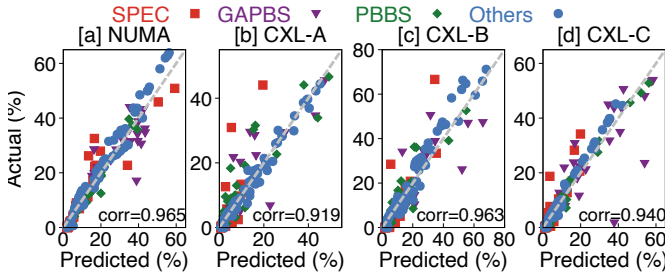 SPEC GAPBS PBBS Others
[a] NUMA [b] CXL-A [c] CXL-B [d] CXL-C
Actual (%)
60
40
20
0
0 20 40 60
corr=0.965
40
20
0
0 20 40
corr=0.919
80
60
40
20
0
0 20 40 60 80
corr=0.963
60
40
20
0
0 20 40 60
corr=0.940
Predicted (%) Predicted (%) Predicted (%) Predicted (%)